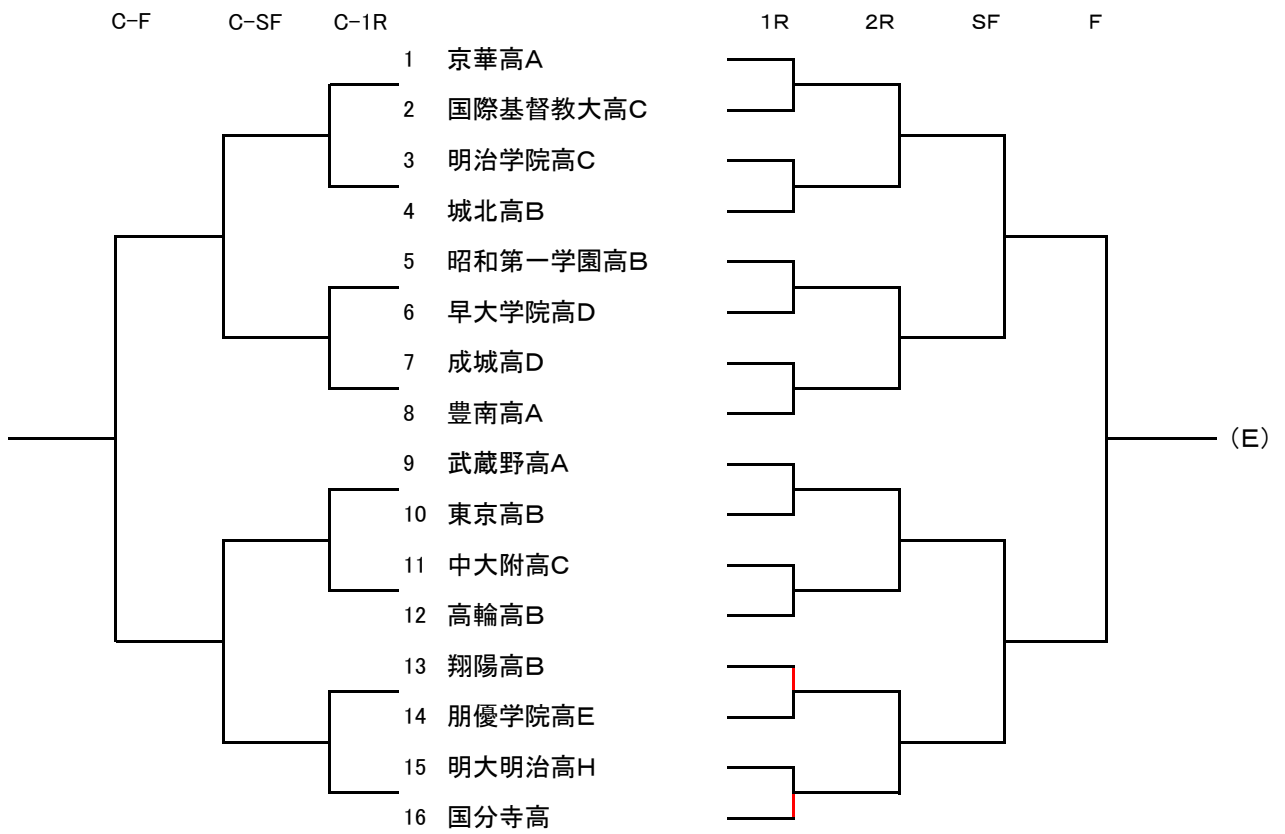 C-F C-SF C-1R 1R 2R SF F
1 京華高A
2 国際基督教大高C
3 明治学院高C
4 城北高B
5 昭和第一学園高B
6 早大学院高D
7 成城高D
8 豊南高A
(E)
9 武蔵野高A
10 東京高B
11 中大附高C
12 高輪高B
13 翔陽高B
14 朋優学院高E
15 明大明治高H
16 国分寺高